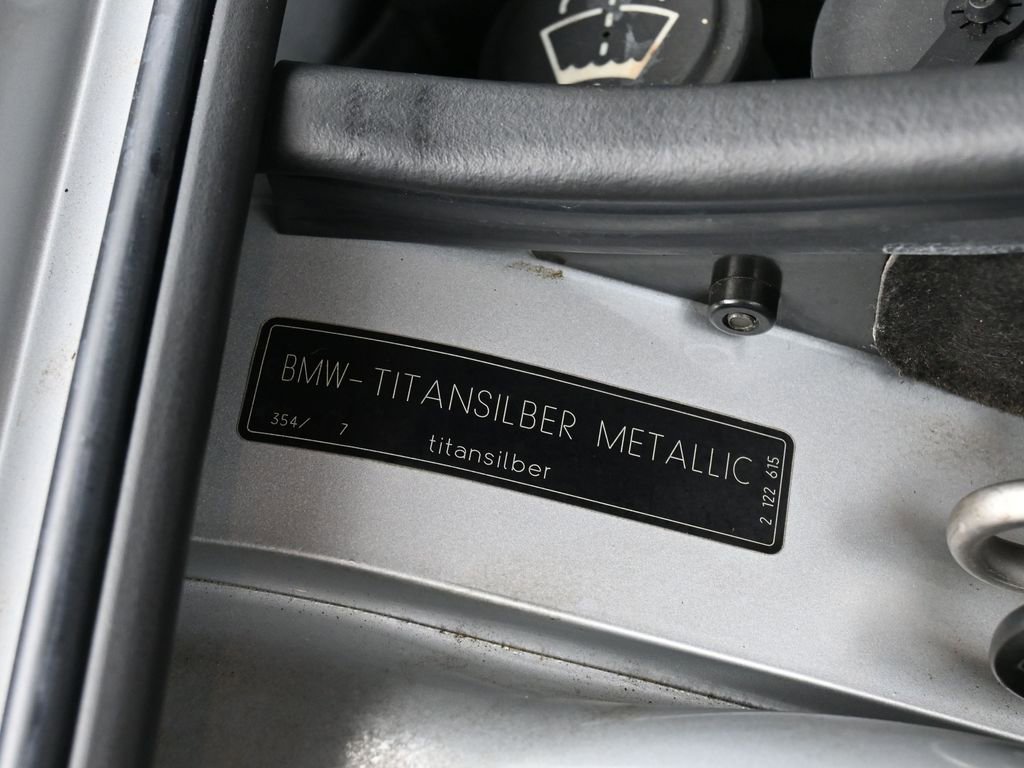 BMW- TITANSILBER METALLIC
354/ 7
titansilber
2 122 615